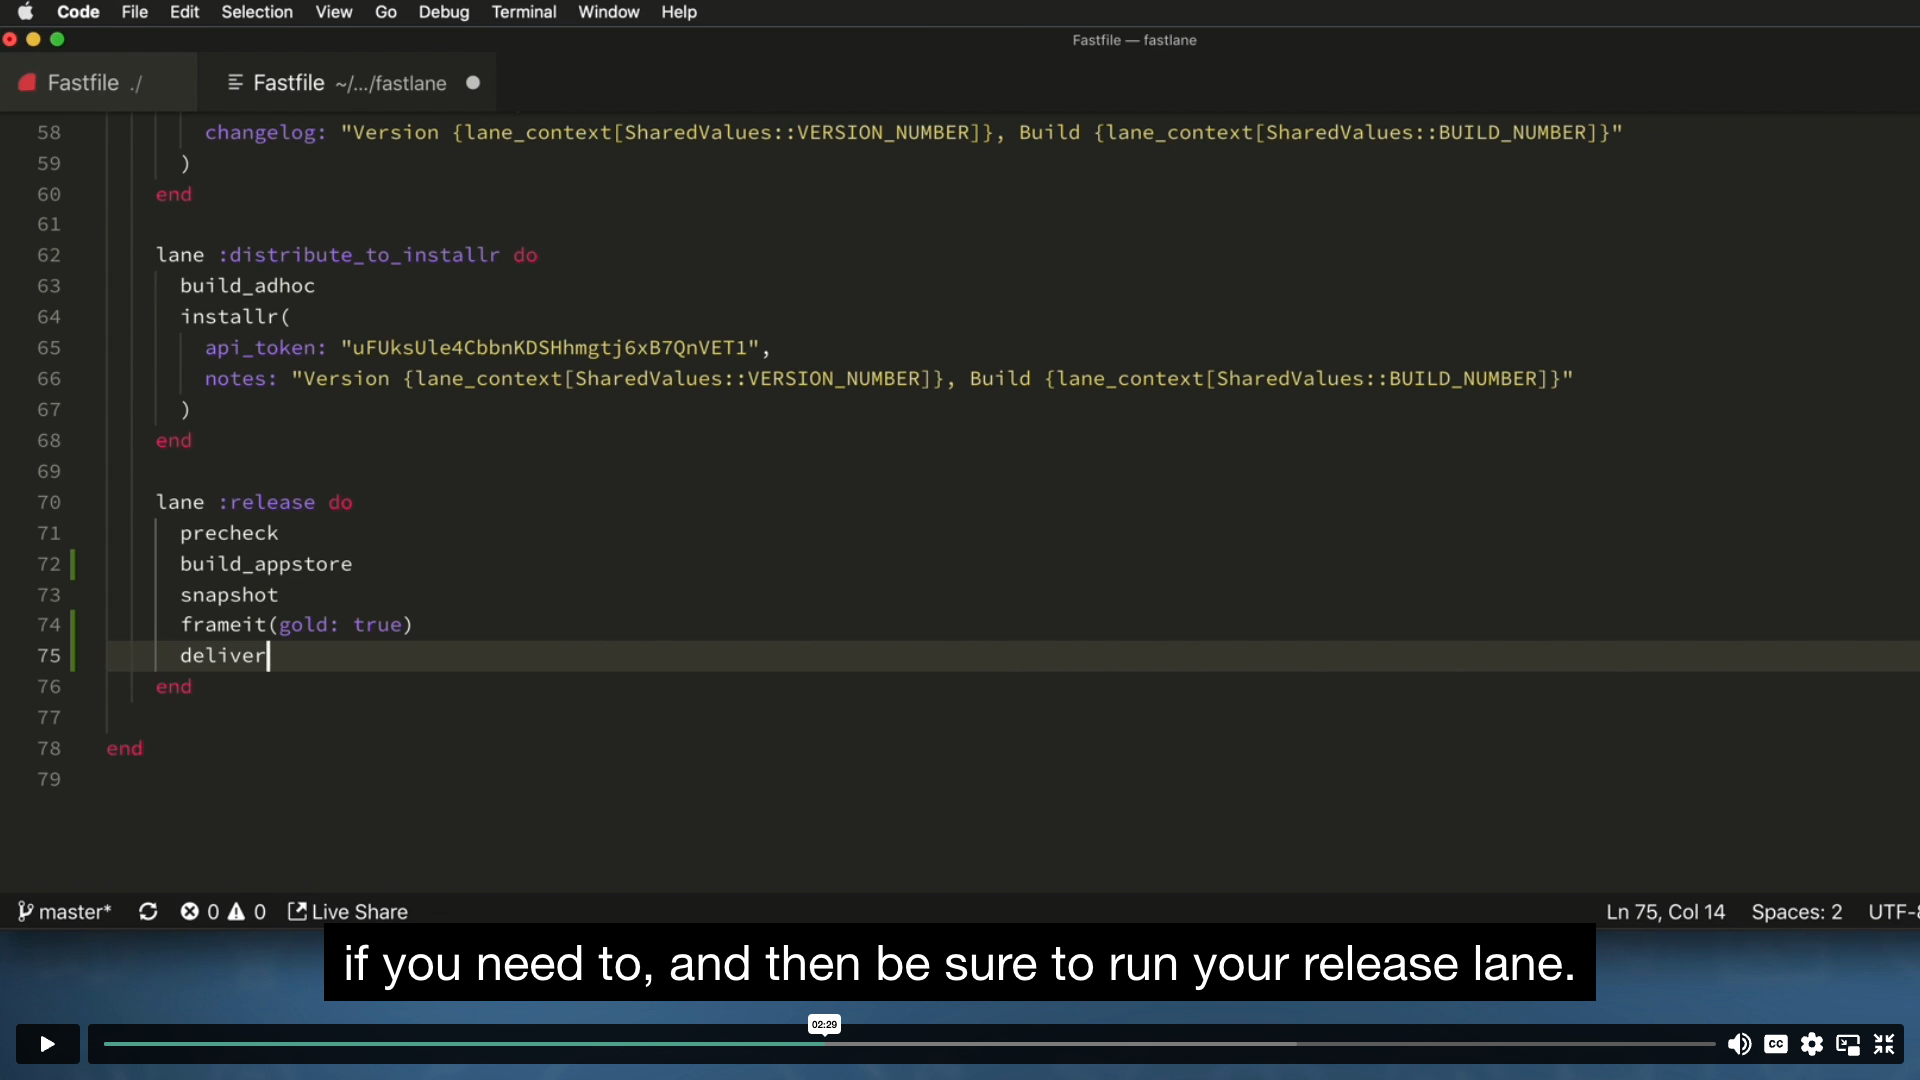 Code File Edit Selection View Go Debug Terminal Window Help
Fastfile — fastlane
Fastfile ./ Fastfile ~/.../fastlane
58 changelog: "Version {lane_context[SharedValues::VERSION_NUMBER]}, Build {lane_context[SharedValues::BUILD_NUMBER]}"
59 )
60 end
61
62 lane :distribute_to_installr do
63 build_adhoc
64 installr(
65 api_token: "uFUksUle4CbbnKDSHhmgtj6xB7QnVET1",
66 notes: "Version {lane_context[SharedValues::VERSION_NUMBER]}, Build {lane_context[SharedValues::BUILD_NUMBER]}"
67 )
68 end
69
70 lane :release do
71 precheck
72 build_appstore
73 snapshot
74 frameit(gold: true)
75 deliver
76 end
77
78 end
79
master* 0 0 Live Share Ln 75, Col 14 Spaces: 2 UTF-8
if you need to, and then be sure to run your release lane.
02:29
CC